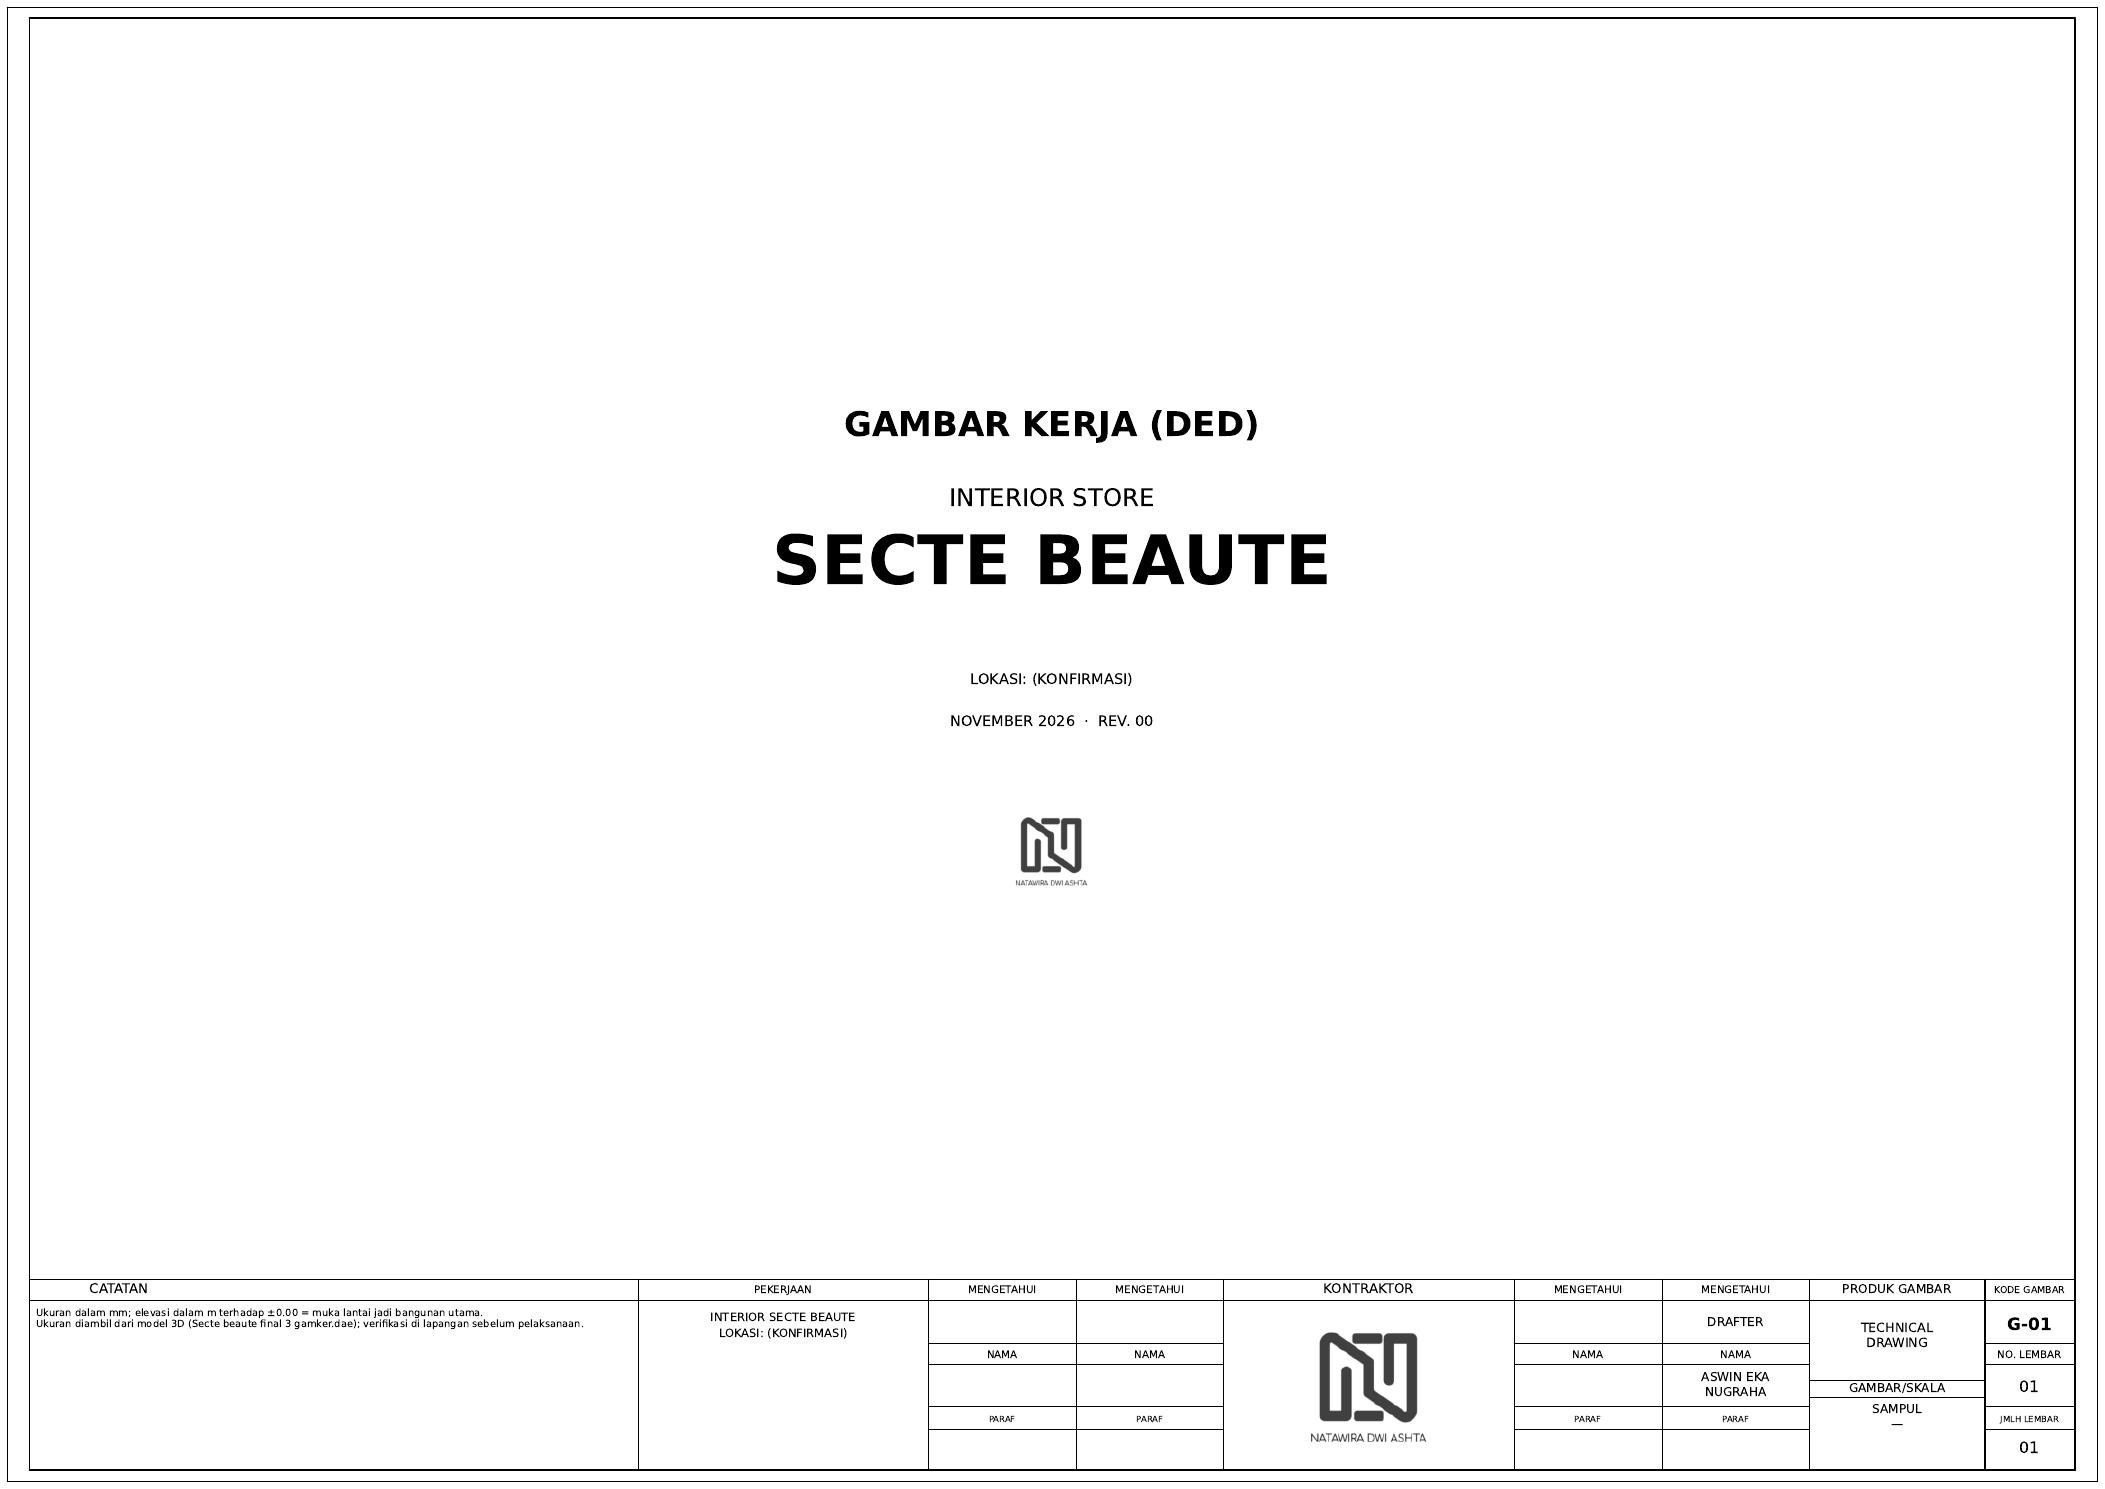 GAMBAR KERJA (DED)
INTERIOR STORE
SECTE BEAUTE
LOKASI: (KONFIRMASI)
NOVEMBER 2026 · REV. 00
NATAWIRA DWI ASHTA
CATATAN
Ukuran dalam mm; elevasi dalam m terhadap ±0.00 = muka lantai jadi bangunan utama.
Ukuran diambil dari model 3D (Secte beaute final 3 gamker.dae); verifikasi di lapangan sebelum pelaksanaan.
PEKERJAAN
INTERIOR SECTE BEAUTE
LOKASI: (KONFIRMASI)
MENGETAHUI
NAMA
PARAF
MENGETAHUI
NAMA
PARAF
KONTRAKTOR
NATAWIRA DWI ASHTA
MENGETAHUI
NAMA
PARAF
MENGETAHUI
DRAFTER
NAMA
ASWIN EKA
NUGRAHA
PARAF
PRODUK GAMBAR
TECHNICAL
DRAWING
GAMBAR/SKALA
SAMPUL
—
KODE GAMBAR
G-01
NO. LEMBAR
01
JMLH LEMBAR
01